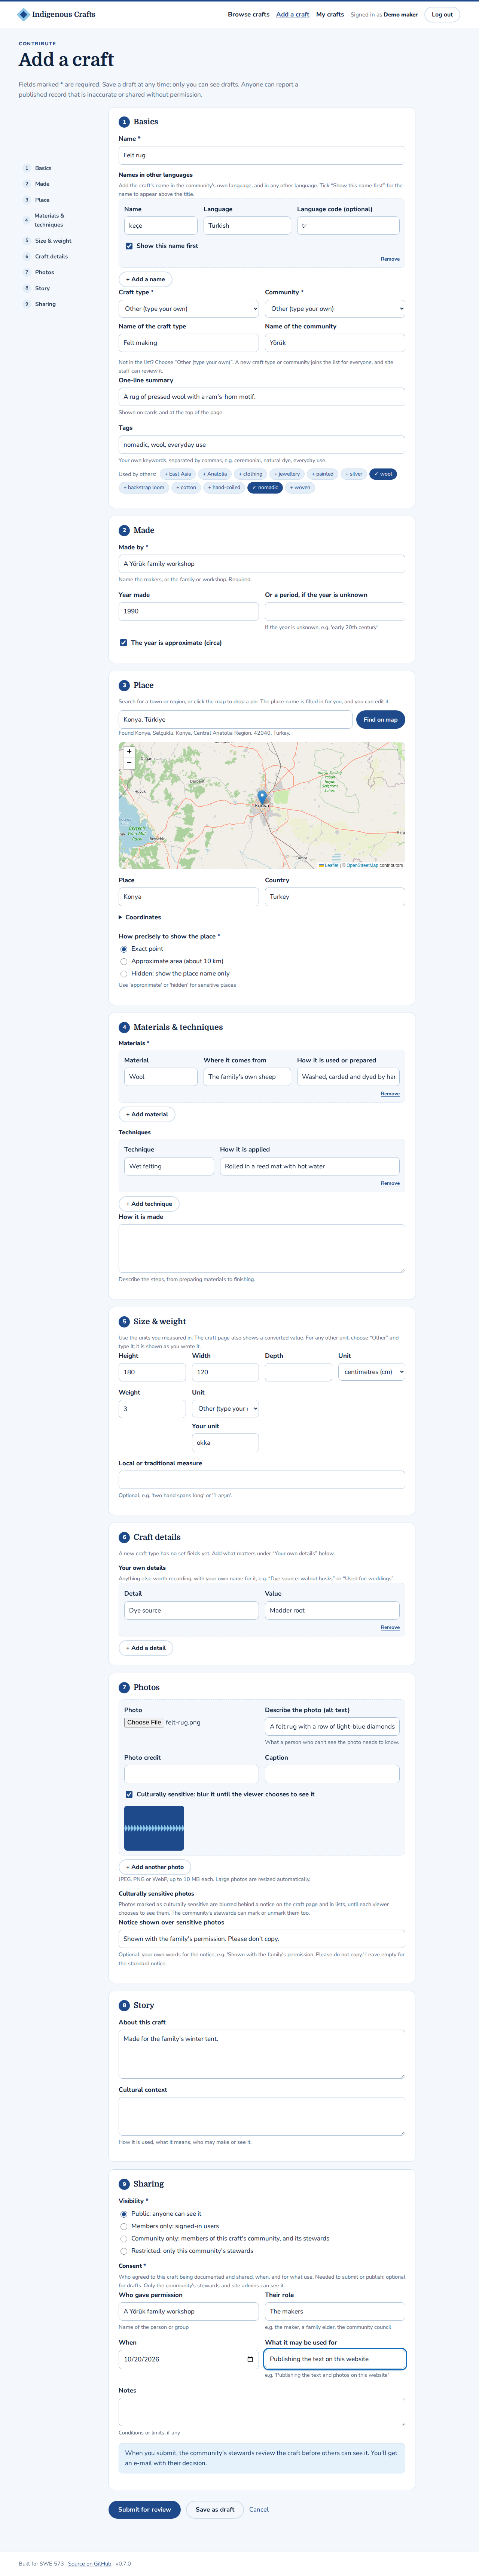 Indigenous Crafts
Browse crafts Add a craft My crafts Signed in as Demo maker Log out
CONTRIBUTE
Add a craft
Fields marked * are required. Save a draft at any time; only you can see drafts. Anyone can report a
published record that is inaccurate or shared without permission.
1 Basics
2 Made
3 Place
4 Materials &
techniques
5 Size & weight
6 Craft details
7 Photos
8 Story
9 Sharing
1 Basics
Name *
Felt rug
Names in other languages
Add the craft's name in the community's own language, and in any other language. Tick "Show this name first" for the
name to appear above the title.
Name Language Language code (optional)
keçe Turkish tr
Show this name first
Remove
+ Add a name
Craft type * Community *
Other (type your own) Other (type your own)
Name of the craft type Name of the community
Felt making Yörük
Not in the list? Choose "Other (type your own)". A new craft type or community joins the list for everyone, and site
staff can review it.
One-line summary
A rug of pressed wool with a ram's-horn motif.
Shown on cards and at the top of the page.
Tags
nomadic, wool, everyday use
Your own keywords, separated by commas, e.g. ceremonial, natural dye, everyday use.
Used by others: + East Asia + Anatolia + clothing + jewellery + painted + silver ✓ wool
+ backstrap loom + cotton + hand-coiled ✓ nomadic + woven
2 Made
Made by *
A Yörük family workshop
Name the makers, or the family or workshop. Required.
Year made Or a period, if the year is unknown
1990
If the year is unknown, e.g. 'early 20th century'
The year is approximate (circa)
3 Place
Search for a town or region, or click the map to drop a pin. The place name is filled in for you, and you can edit it.
Konya, Türkiye Find on map
Found Konya, Selçuklu, Konya, Central Anatolia Region, 42040, Turkey.
+
−
Konya
Leaflet | © OpenStreetMap contributors
Place Country
Konya Turkey
Coordinates
How precisely to show the place *
Exact point
Approximate area (about 10 km)
Hidden: show the place name only
Use 'approximate' or 'hidden' for sensitive places
4 Materials & techniques
Materials *
Material Where it comes from How it is used or prepared
Wool The family's own sheep Washed, carded and dyed by han
Remove
+ Add material
Techniques
Technique How it is applied
Wet felting Rolled in a reed mat with hot water
Remove
+ Add technique
How it is made
Describe the steps, from preparing materials to finishing.
5 Size & weight
Use the units you measured in. The craft page also shows a converted value. For any other unit, choose "Other" and
type it; it is shown as you wrote it.
Height Width Depth Unit
180 120 centimetres (cm)
Weight Unit
3 Other (type your o
Your unit
okka
Local or traditional measure
Optional, e.g. 'two hand spans long' or '1 arşın'.
6 Craft details
A new craft type has no set fields yet. Add what matters under "Your own details" below.
Your own details
Anything else worth recording, with your own name for it, e.g. "Dye source: walnut husks" or "Used for: weddings".
Detail Value
Dye source Madder root
Remove
+ Add a detail
7 Photos
Photo Describe the photo (alt text)
Choose File felt-rug.png A felt rug with a row of light-blue diamonds
What a person who can't see the photo needs to know.
Photo credit Caption
Culturally sensitive: blur it until the viewer chooses to see it
+ Add another photo
JPEG, PNG or WebP, up to 10 MB each. Large photos are resized automatically.
Culturally sensitive photos
Photos marked as culturally sensitive are blurred behind a notice on the craft page and in lists, until each viewer
chooses to see them. The community's stewards can mark or unmark them too.
Notice shown over sensitive photos
Shown with the family's permission. Please don't copy.
Optional: your own words for the notice, e.g. 'Shown with the family's permission. Please do not copy.' Leave empty for
the standard notice.
8 Story
About this craft
Made for the family's winter tent.
Cultural context
How it is used, what it means, who may make or see it.
9 Sharing
Visibility *
Public: anyone can see it
Members only: signed-in users
Community only: members of this craft's community, and its stewards
Restricted: only this community's stewards
Consent *
Who agreed to this craft being documented and shared, when, and for what use. Needed to submit or publish; optional
for drafts. Only the community's stewards and site admins can see it.
Who gave permission Their role
A Yörük family workshop The makers
Name of the person or group e.g. the maker, a family elder, the community council
When What it may be used for
10/20/2026 Publishing the text on this website
e.g. 'Publishing the text and photos on this website'
Notes
Conditions or limits, if any
When you submit, the community's stewards review the craft before others can see it. You'll get
an e-mail with their decision.
Submit for review Save as draft Cancel
Built for SWE 573 · Source on GitHub · v0.7.0